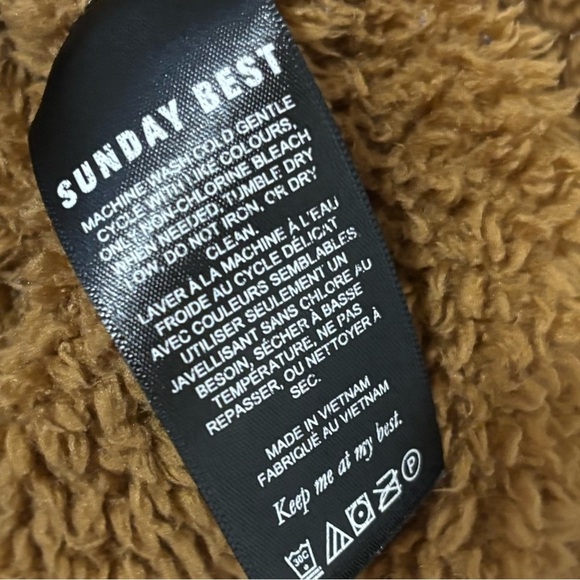 SUNDAY BEST
MACHINE WASH COLD GENTLE
CYCLE WITH LIKE COLOURS,
ONLY NON-CHLORINE BLEACH
WHEN NEEDED, TUMBLE DRY
LOW, DO NOT IRON, OR DRY
CLEAN.
LAVER À LA MACHINE À L'EAU
FROIDE AU CYCLE DÉLICAT
AVEC COULEURS SEMBLABLES
UTILISER SEULEMENT UN
JAVELLISANT SANS CHLORE AU
BESOIN, SÉCHER À BASSE
TEMPÉRATURE, NE PAS
REPASSER, OU NETTOYER À
SEC.
MADE IN VIETNAM
FABRIQUÉ AU VIETNAM
Keep me at my best.
30C P